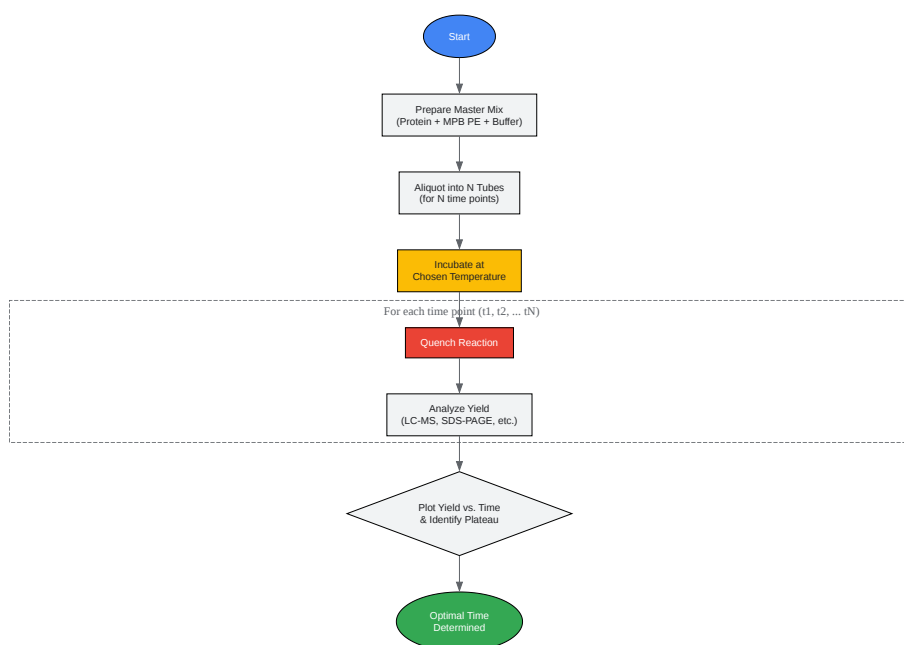 Start
Prepare Master Mix
(Protein + MPB PE + Buffer)
Aliquot into N Tubes
(for N time points)
Incubate at
Chosen Temperature
For each time point (t1, t2, ... tN)
Quench Reaction
Analyze Yield
(LC-MS, SDS-PAGE, etc.)
Plot Yield vs. Time
& Identify Plateau
Optimal Time
Determined